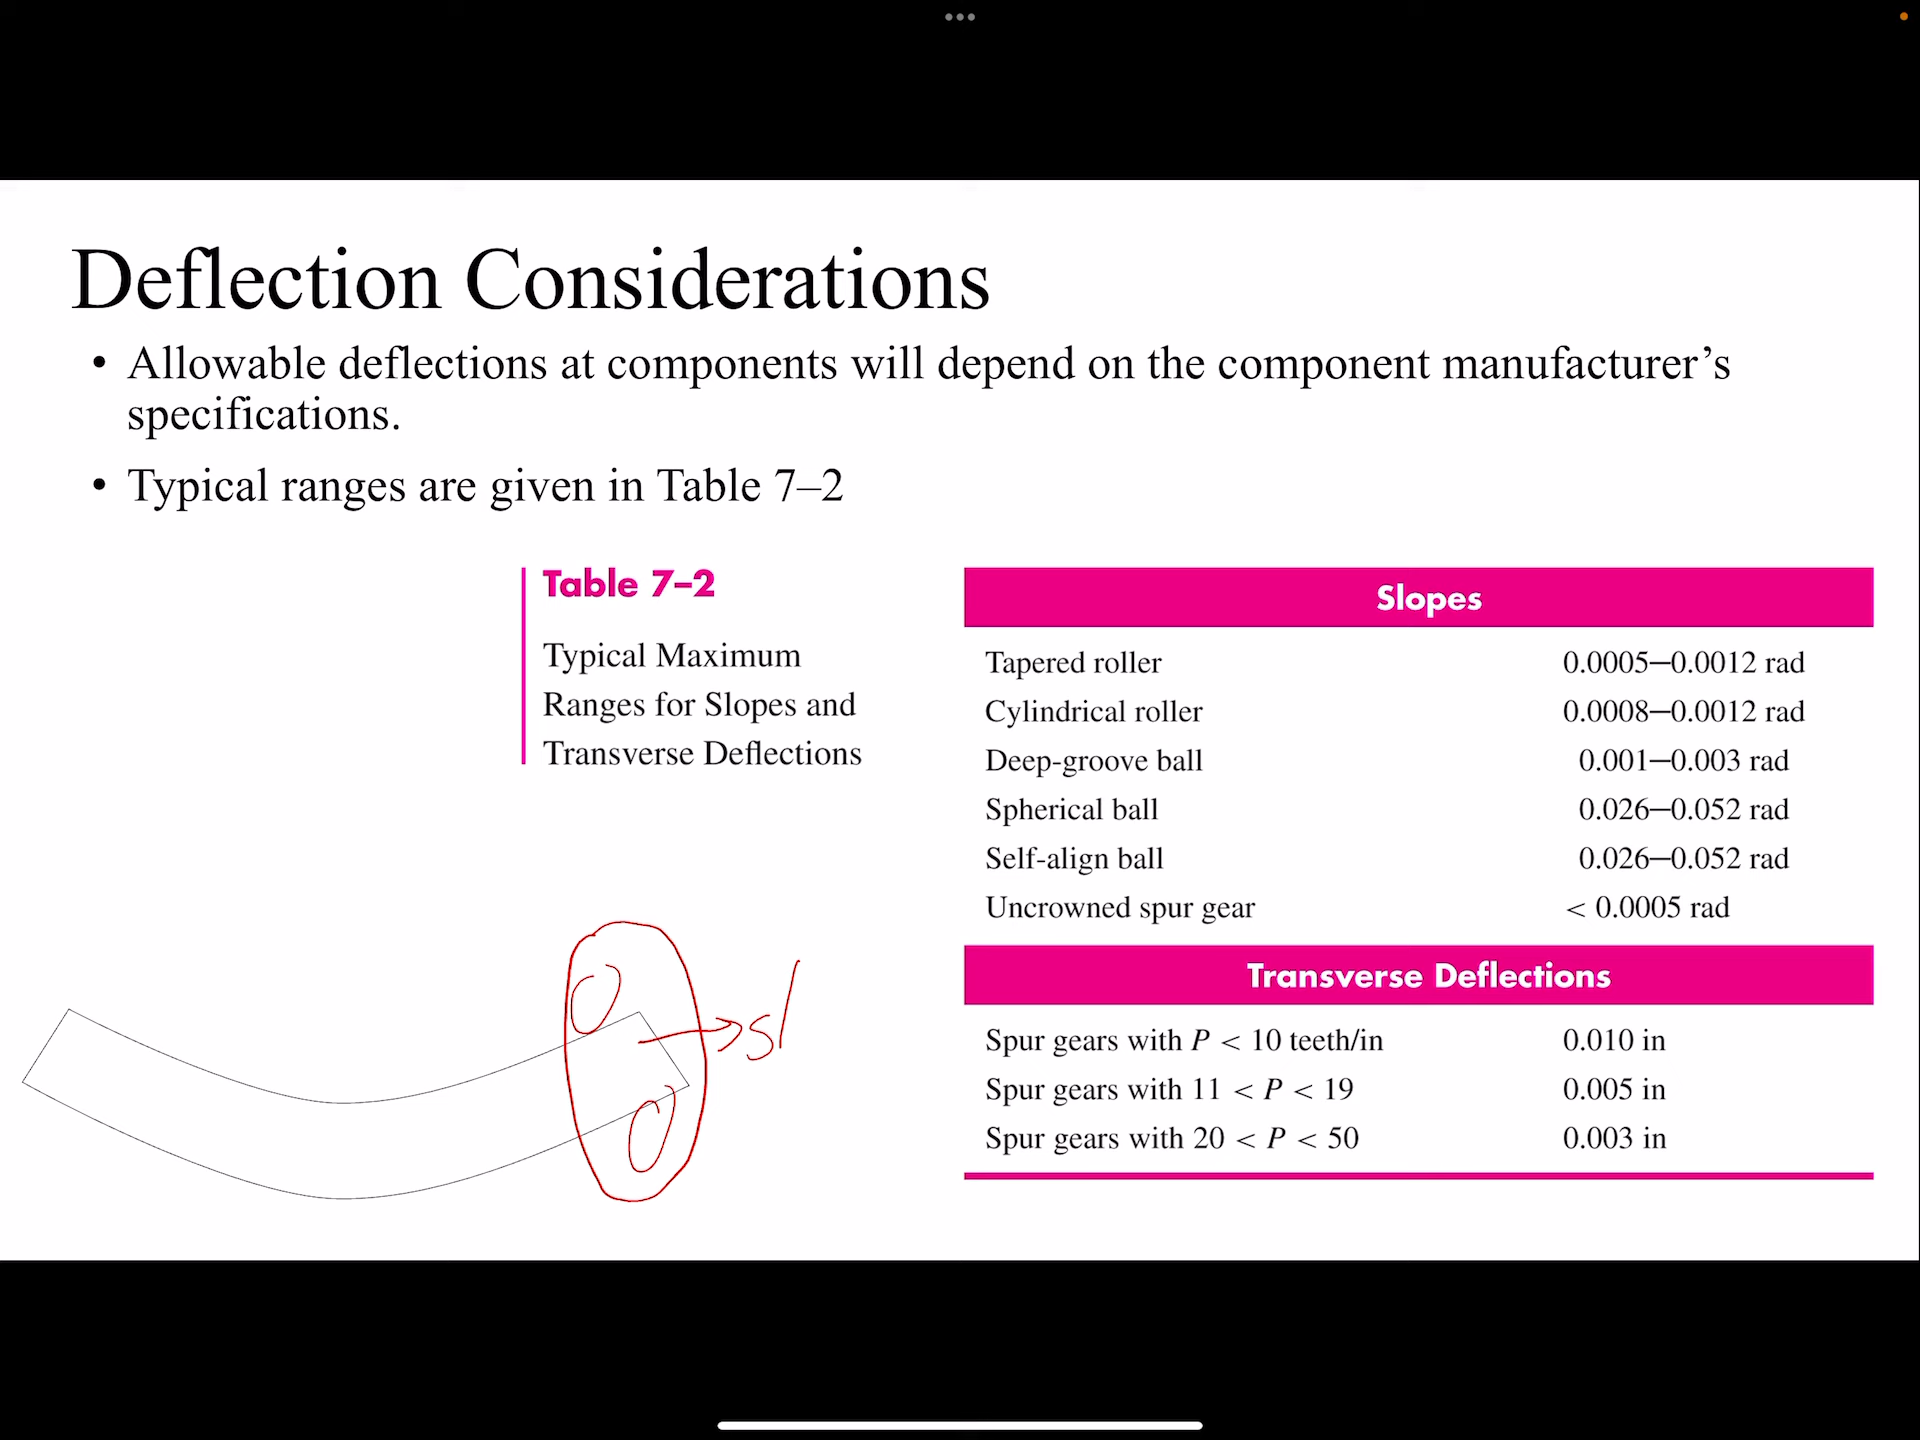 Deflection Considerations
• Allowable deflections at components will depend on the component manufacturer’s
specifications.
• Typical ranges are given in Table 7–2
Table 7–2
Typical Maximum
Ranges for Slopes and
Transverse Deflections
Slopes
Tapered roller 0.0005–0.0012 rad
Cylindrical roller 0.0008–0.0012 rad
Deep-groove ball 0.001–0.003 rad
Spherical ball 0.026–0.052 rad
Self-align ball 0.026–0.052 rad
Uncrowned spur gear < 0.0005 rad
Transverse Deflections
Spur gears with P < 10 teeth/in 0.010 in
Spur gears with 11 < P < 19 0.005 in
Spur gears with 20 < P < 50 0.003 in
sl